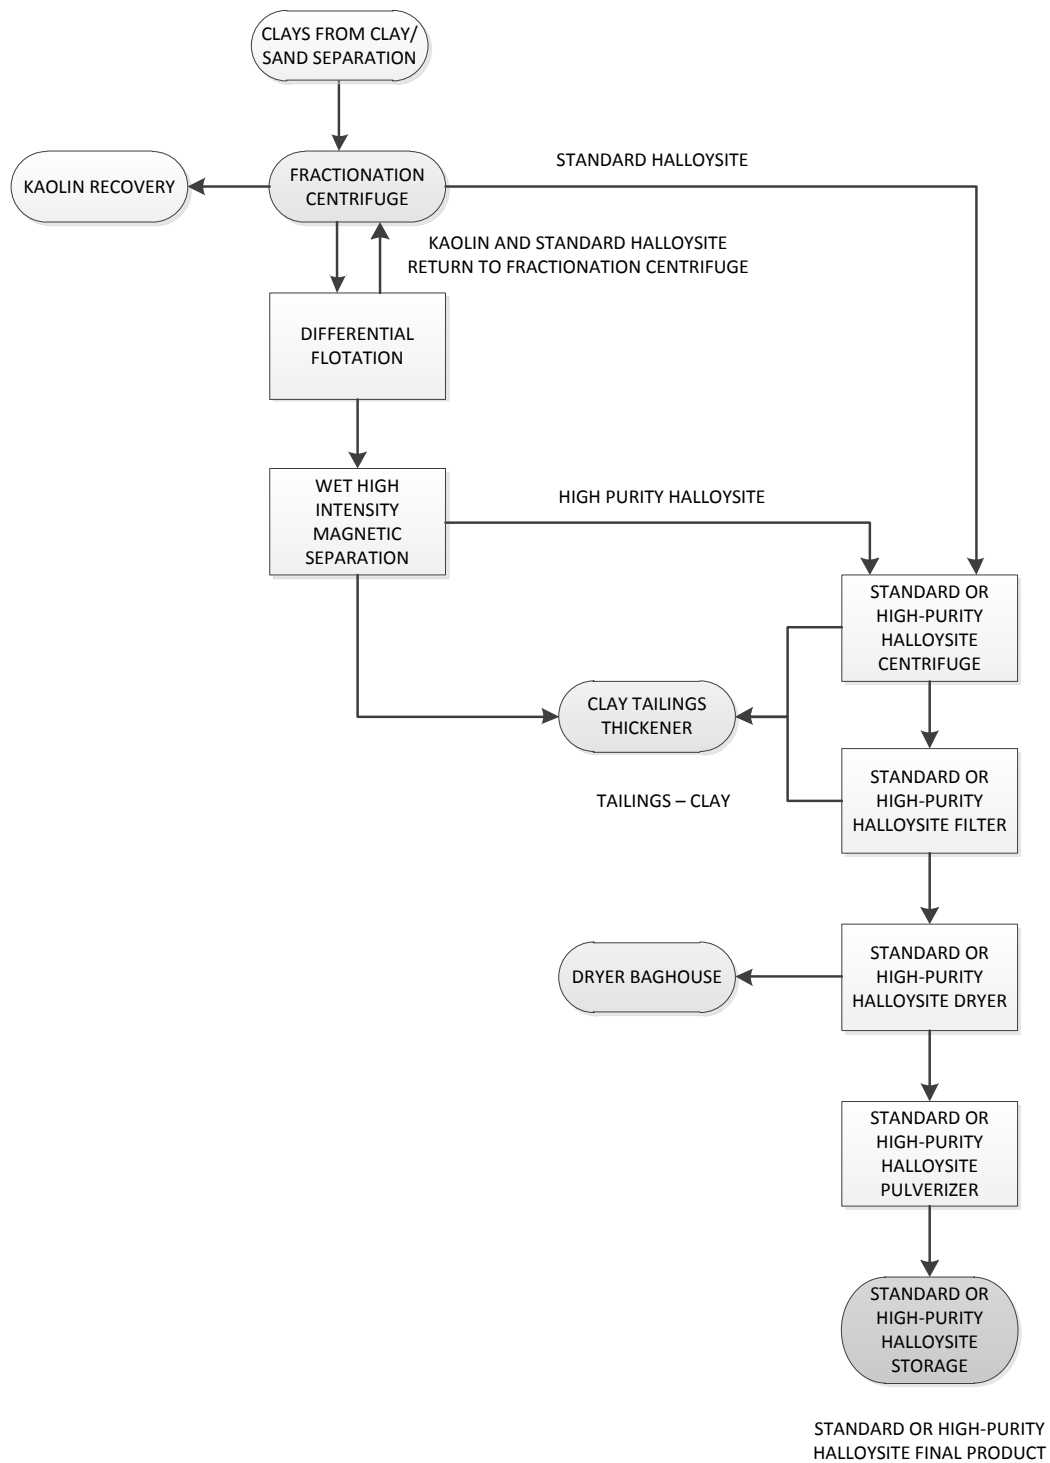 CLAYS FROM CLAY/
SAND SEPARATION
STANDARD HALLOYSITE
KAOLIN RECOVERY
FRACTIONATION
CENTRIFUGE
KAOLIN AND STANDARD HALLOYSITE
RETURN TO FRACTIONATION CENTRIFUGE
DIFFERENTIAL
FLOTATION
WET HIGH
INTENSITY
MAGNETIC
SEPARATION
HIGH PURITY HALLOYSITE
STANDARD OR
HIGH-PURITY
HALLOYSITE
CENTRIFUGE
CLAY TAILINGS
THICKENER
STANDARD OR
HIGH-PURITY
HALLOYSITE FILTER
TAILINGS – CLAY
STANDARD OR
HIGH-PURITY
HALLOYSITE DRYER
DRYER BAGHOUSE
STANDARD OR
HIGH-PURITY
HALLOYSITE
PULVERIZER
STANDARD OR
HIGH-PURITY
HALLOYSITE
STORAGE
STANDARD OR HIGH-PURITY
HALLOYSITE FINAL PRODUCT